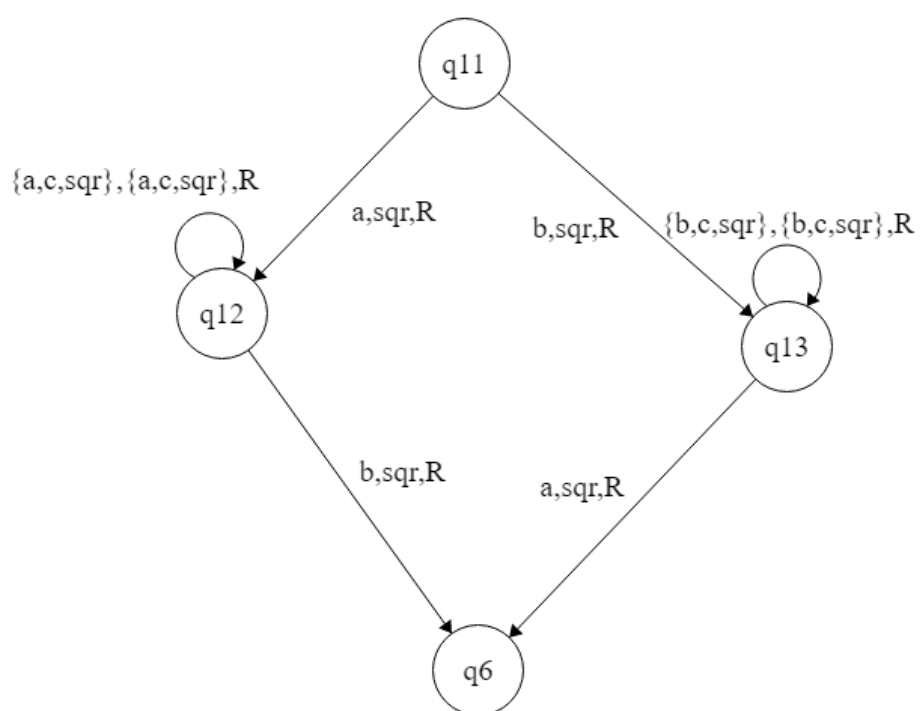 q11
{a,c,sqr},{a,c,sqr},R
a,sqr,R
b,sqr,R
{b,c,sqr},{b,c,sqr},R
q12
q13
b,sqr,R
a,sqr,R
q6